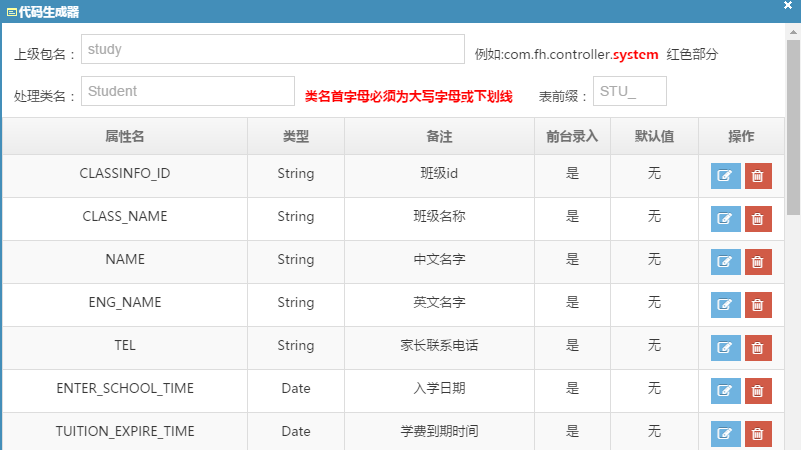 代码生成器
上级包名： study 例如:com.fh.controller.system 红色部分
处理类名： Student 类名首字母必须为大写字母或下划线 表前缀： STU_
属性名 类型 备注 前台录入 默认值 操作
CLASSINFO_ID String 班级id 是 无
CLASS_NAME String 班级名称 是 无
NAME String 中文名字 是 无
ENG_NAME String 英文名字 是 无
TEL String 家长联系电话 是 无
ENTER_SCHOOL_TIME Date 入学日期 是 无
TUITION_EXPIRE_TIME Date 学费到期时间 是 无